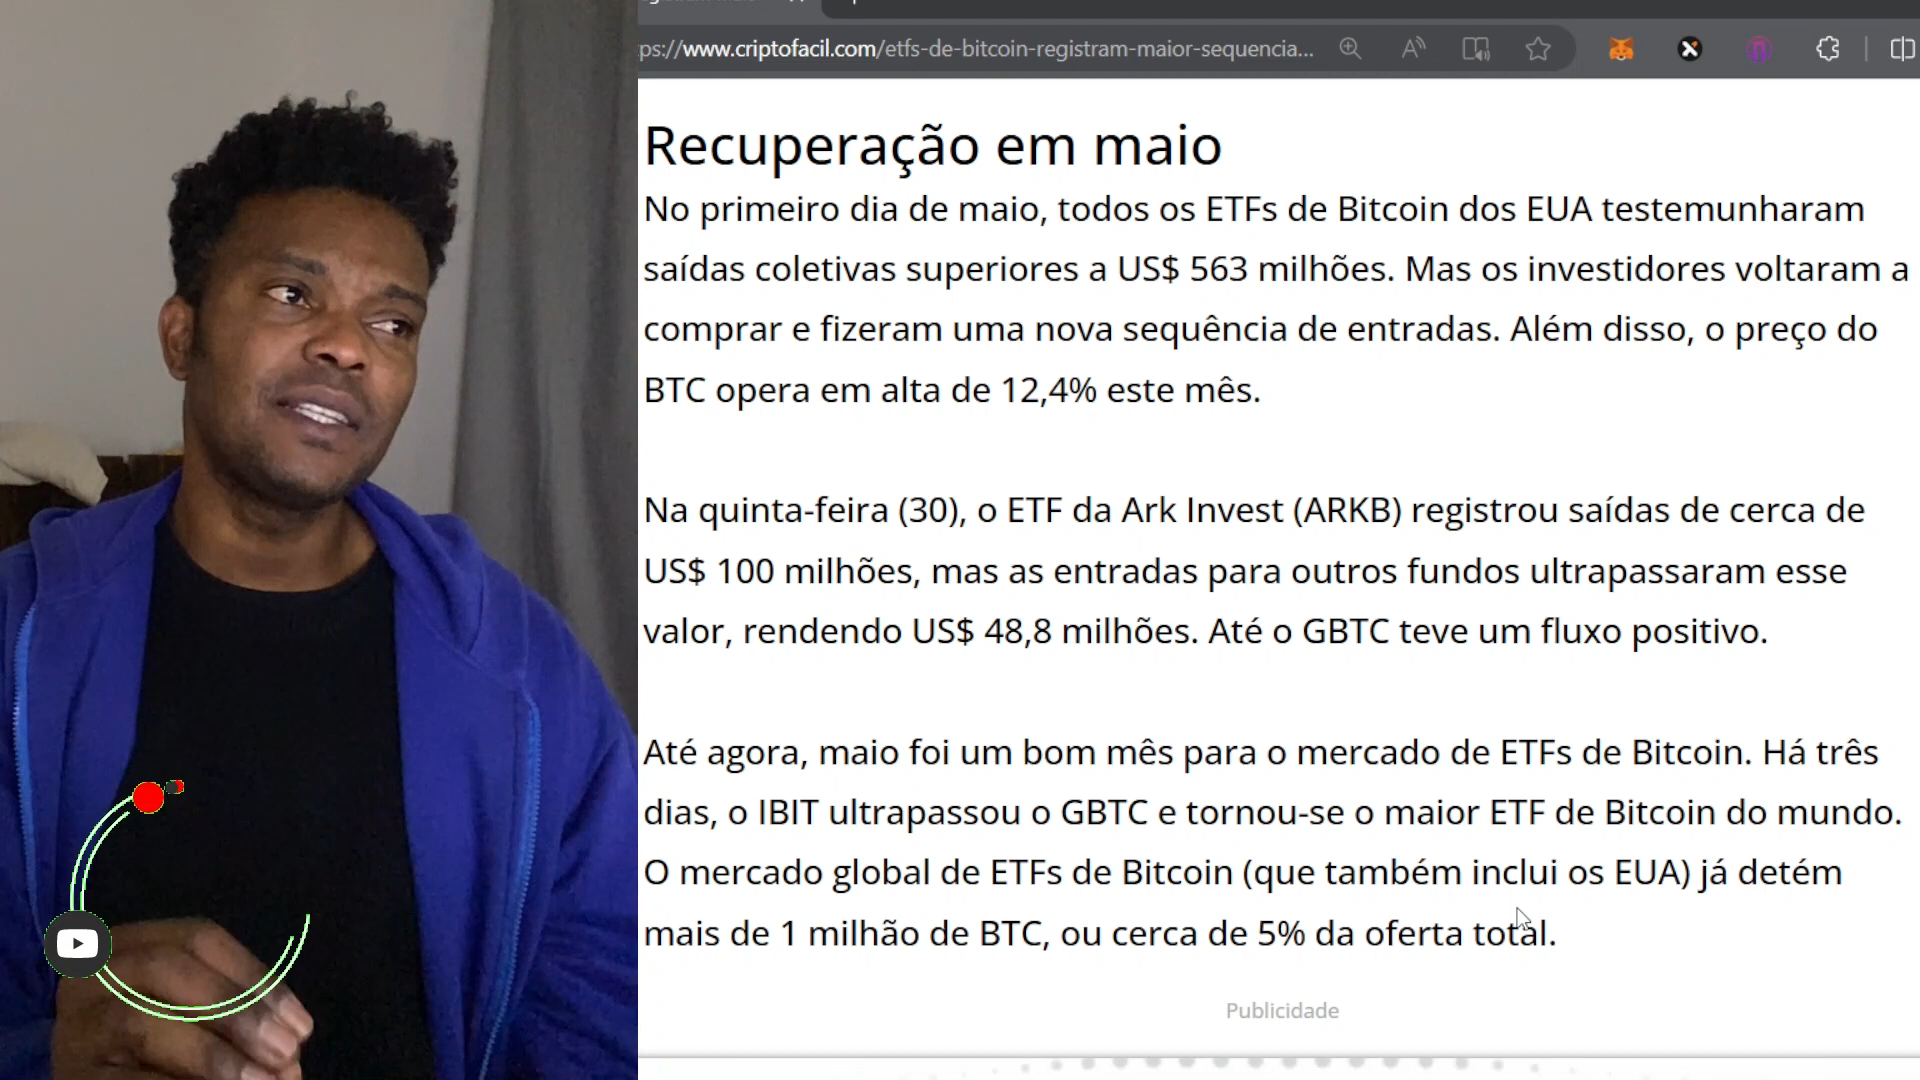 ps://www.criptofacil.com/etfs-de-bitcoin-registram-maior-sequencia...
Recuperação em maio
No primeiro dia de maio, todos os ETFs de Bitcoin dos EUA testemunharam
saídas coletivas superiores a US$ 563 milhões. Mas os investidores voltaram a
comprar e fizeram uma nova sequência de entradas. Além disso, o preço do
BTC opera em alta de 12,4% este mês.
Na quinta-feira (30), o ETF da Ark Invest (ARKB) registrou saídas de cerca de
US$ 100 milhões, mas as entradas para outros fundos ultrapassaram esse
valor, rendendo US$ 48,8 milhões. Até o GBTC teve um fluxo positivo.
Até agora, maio foi um bom mês para o mercado de ETFs de Bitcoin. Há três
dias, o IBIT ultrapassou o GBTC e tornou-se o maior ETF de Bitcoin do mundo.
O mercado global de ETFs de Bitcoin (que também inclui os EUA) já detém
mais de 1 milhão de BTC, ou cerca de 5% da oferta total.
Publicidade